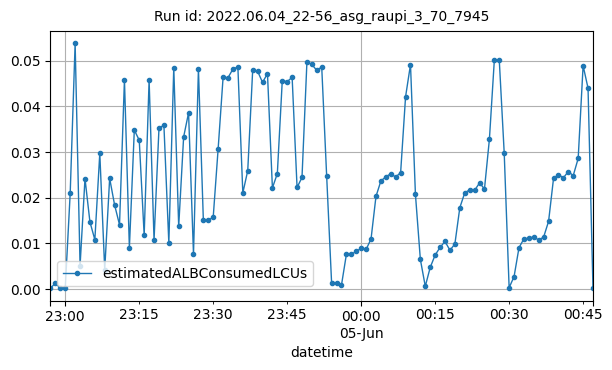 Run id: 2022.06.04_22-56_asg_raupi_3_70_7945
0.05
0.04
0.03
0.02
0.01
0.00
estimatedALBConsumedLCUs
23:00 23:15 23:30 23:45 00:00 00:15 00:30 00:45
05-Jun
datetime